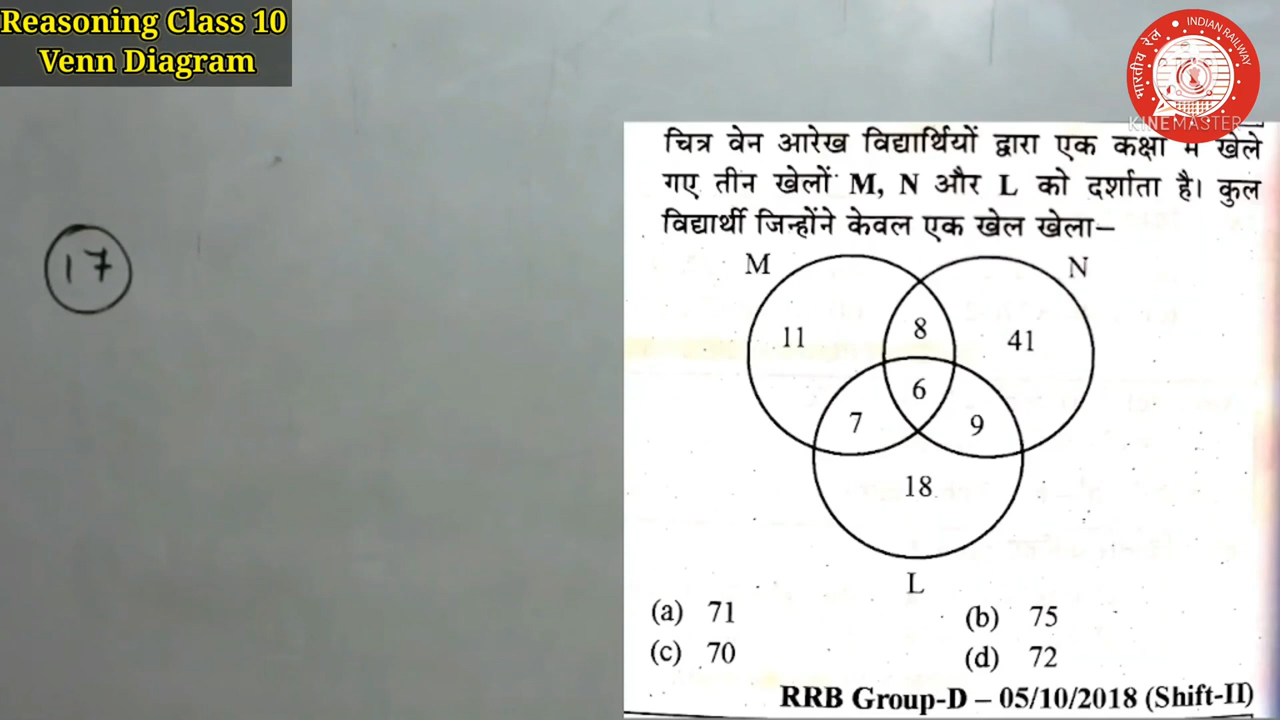 Reasoning Class 10
Venn Diagram
भारतीय रेल
INDIAN RAILWAY
KINEMASTER
17
चित्र वेन आरेख विद्यार्थियों द्वारा एक कक्षा में खेले
गए तीन खेलों M, N और L को दर्शाता है। कुल
विद्यार्थी जिन्होंने केवल एक खेल खेला–
M
N
11
8
41
6
7
9
18
L
(a) 71
(b) 75
(c) 70
(d) 72
RRB Group-D – 05/10/2018 (Shift-II)